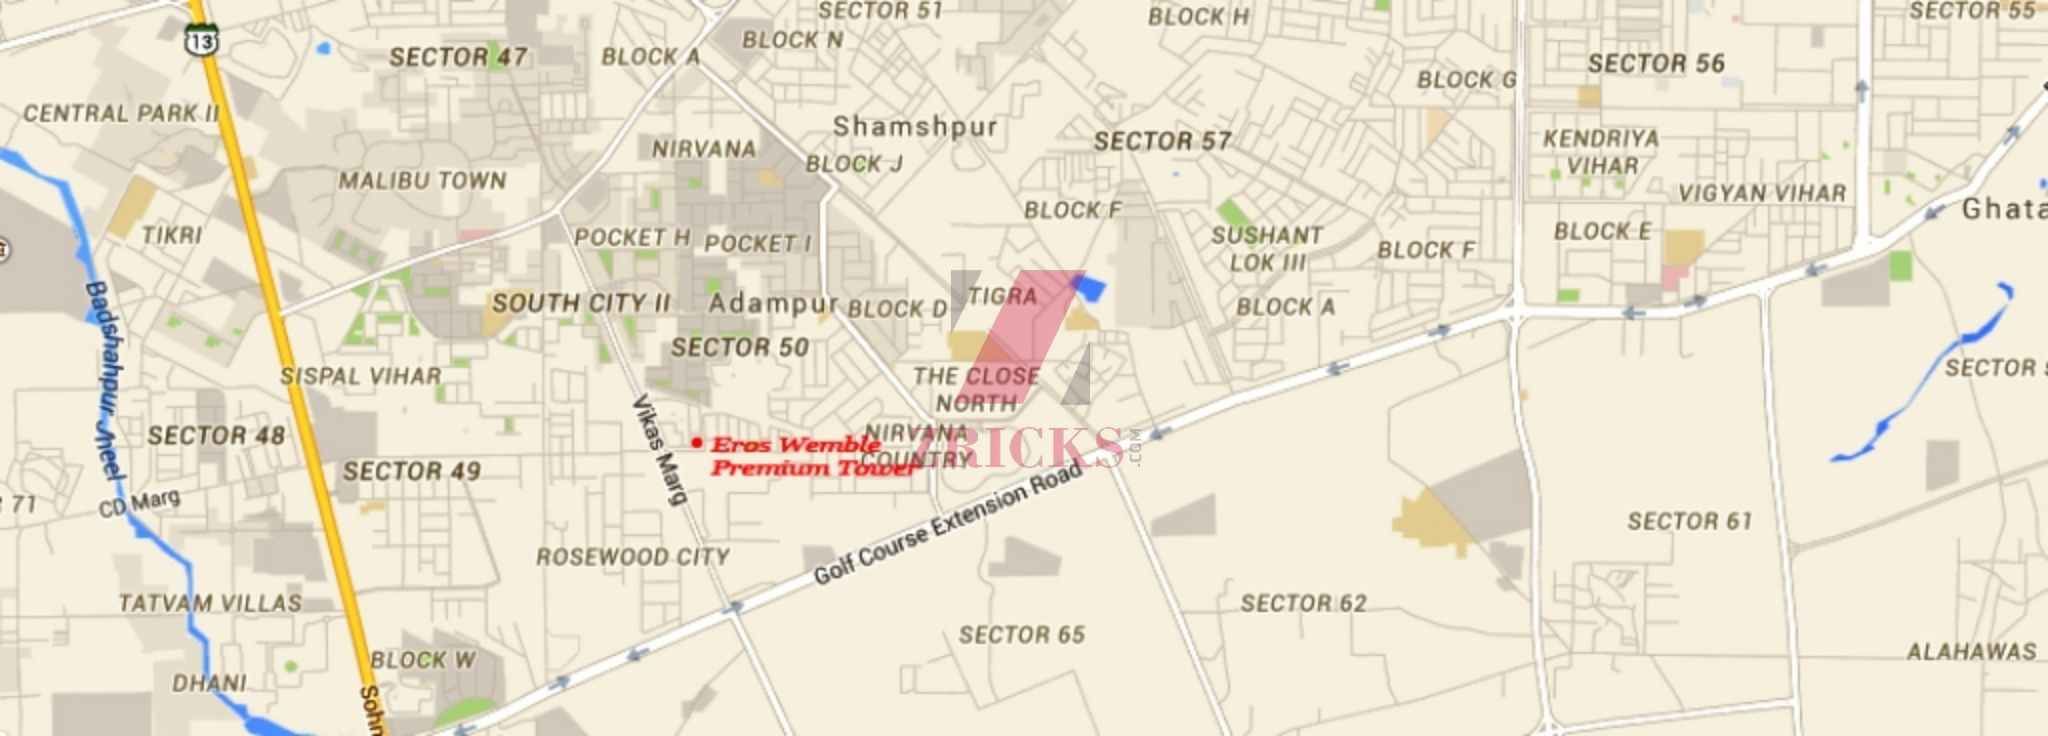 SECTOR 51
BLOCK H
SECTOR 55
13
SECTOR 47
BLOCK A
BLOCK N
BLOCK G
SECTOR 56
CENTRAL PARK II
NIRVANA
Shamshpur
BLOCK J
SECTOR 57
KENDRIYA
VIHAR
MALIBU TOWN
VIGYAN VIHAR
BLOCK F
Ghata
TIKRI
POCKET H
POCKET I
SUSHANT
LOK III
BLOCK F
BLOCK E
SOUTH CITY II
Adampur
BLOCK D
TIGRA
BLOCK A
Badshahpur Jheel
SECTOR 50
SISPAL VIHAR
THE CLOSE
NORTH
SECTOR
SECTOR 48
Vikas Marg
Eros Wemble
Premium Tower
NIRVANA
COUNTRY
ZRICKS
.COM
SECTOR 49
71
CD Marg
Golf Course Extension Road
SECTOR 61
ROSEWOOD CITY
TATVAM VILLAS
SECTOR 62
SECTOR 65
BLOCK W
ALAHAWAS
DHANI
Sohn